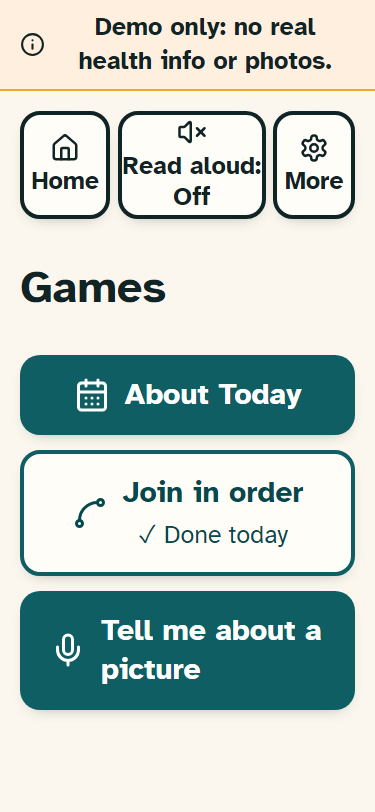 Demo only: no real
health info or photos.
Home
Read aloud:
Off
More
Games
About Today
Join in order
✓ Done today
Tell me about a
picture